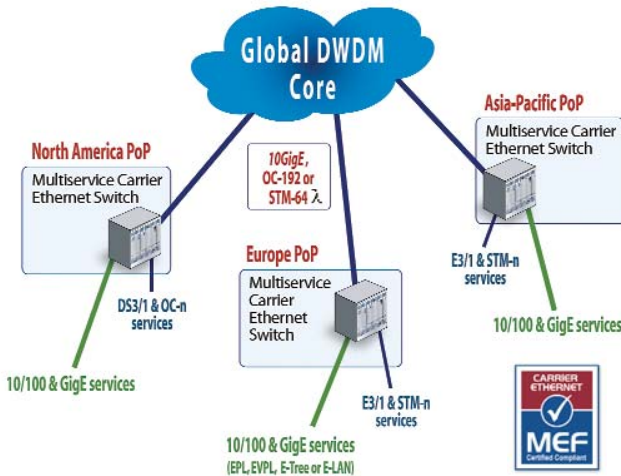 Global DWDM
Core
Asia-Pacific PoP
Multiservice Carrier
Ethernet Switch
North America PoP
Multiservice Carrier
Ethernet Switch
10GigE,
OC-192 or
STM-64 λ
Europe PoP
Multiservice
Carrier
Ethernet
Switch
E3/1 & STM-n
services
DS3/1 & OC-n
services
10/100 & GigE services
10/100 & GigE services
E3/1 & STM-n
services
10/100 & GigE services
(EPL, EVPL, E-Tree or E-LAN)
CARRIER
ETHERNET
MEF
Certified Compliant